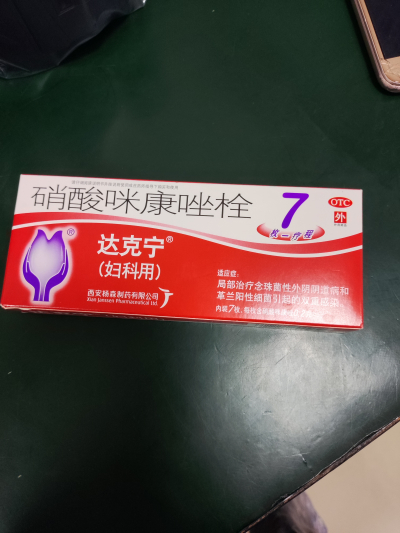 硝酸咪康唑栓
7
枚一疗程
OTC
外
达克宁®
(妇科用)
®
西安杨森制药有限公司
Xian Janssen Pharmaceutical Ltd.
适应症:
局部治疗念珠菌性外阴阴道病和
革兰阳性细菌引起的双重感染。
内装7枚,